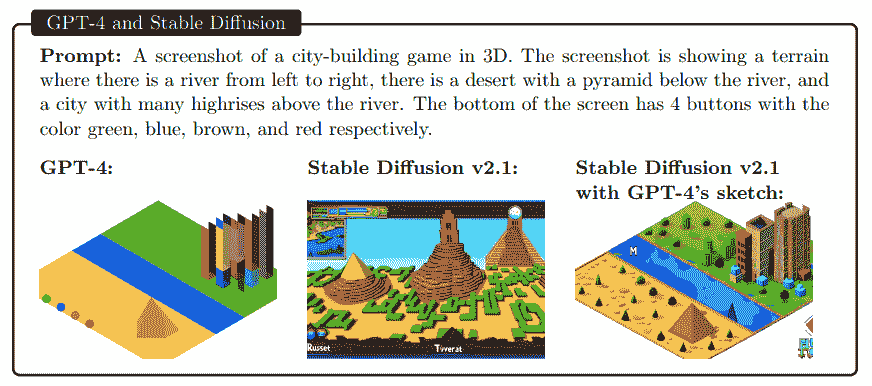 GPT-4 and Stable Diffusion
Prompt: A screenshot of a city-building game in 3D. The screenshot is showing a terrain
where there is a river from left to right, there is a desert with a pyramid below the river, and
a city with many highrises above the river. The bottom of the screen has 4 buttons with the
color green, blue, brown, and red respectively.
GPT-4:
Stable Diffusion v2.1:
Stable Diffusion v2.1
with GPT-4's sketch:
M
Russet